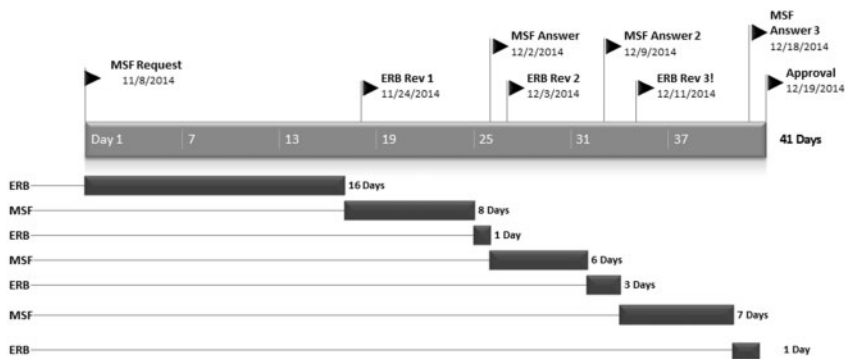 MSF
Answer 3
12/18/2014
MSF Answer
12/2/2014
MSF Answer 2
12/9/2014
MSF Request
11/8/2014
ERB Rev 1
11/24/2014
ERB Rev 2
12/3/2014
ERB Rev 3!
12/11/2014
Approval
12/19/2014
Day 1 7 13 19 25 31 37 41 Days
ERB 16 Days
MSF 8 Days
ERB 1 Day
MSF 6 Days
ERB 3 Days
MSF 7 Days
ERB 1 Day